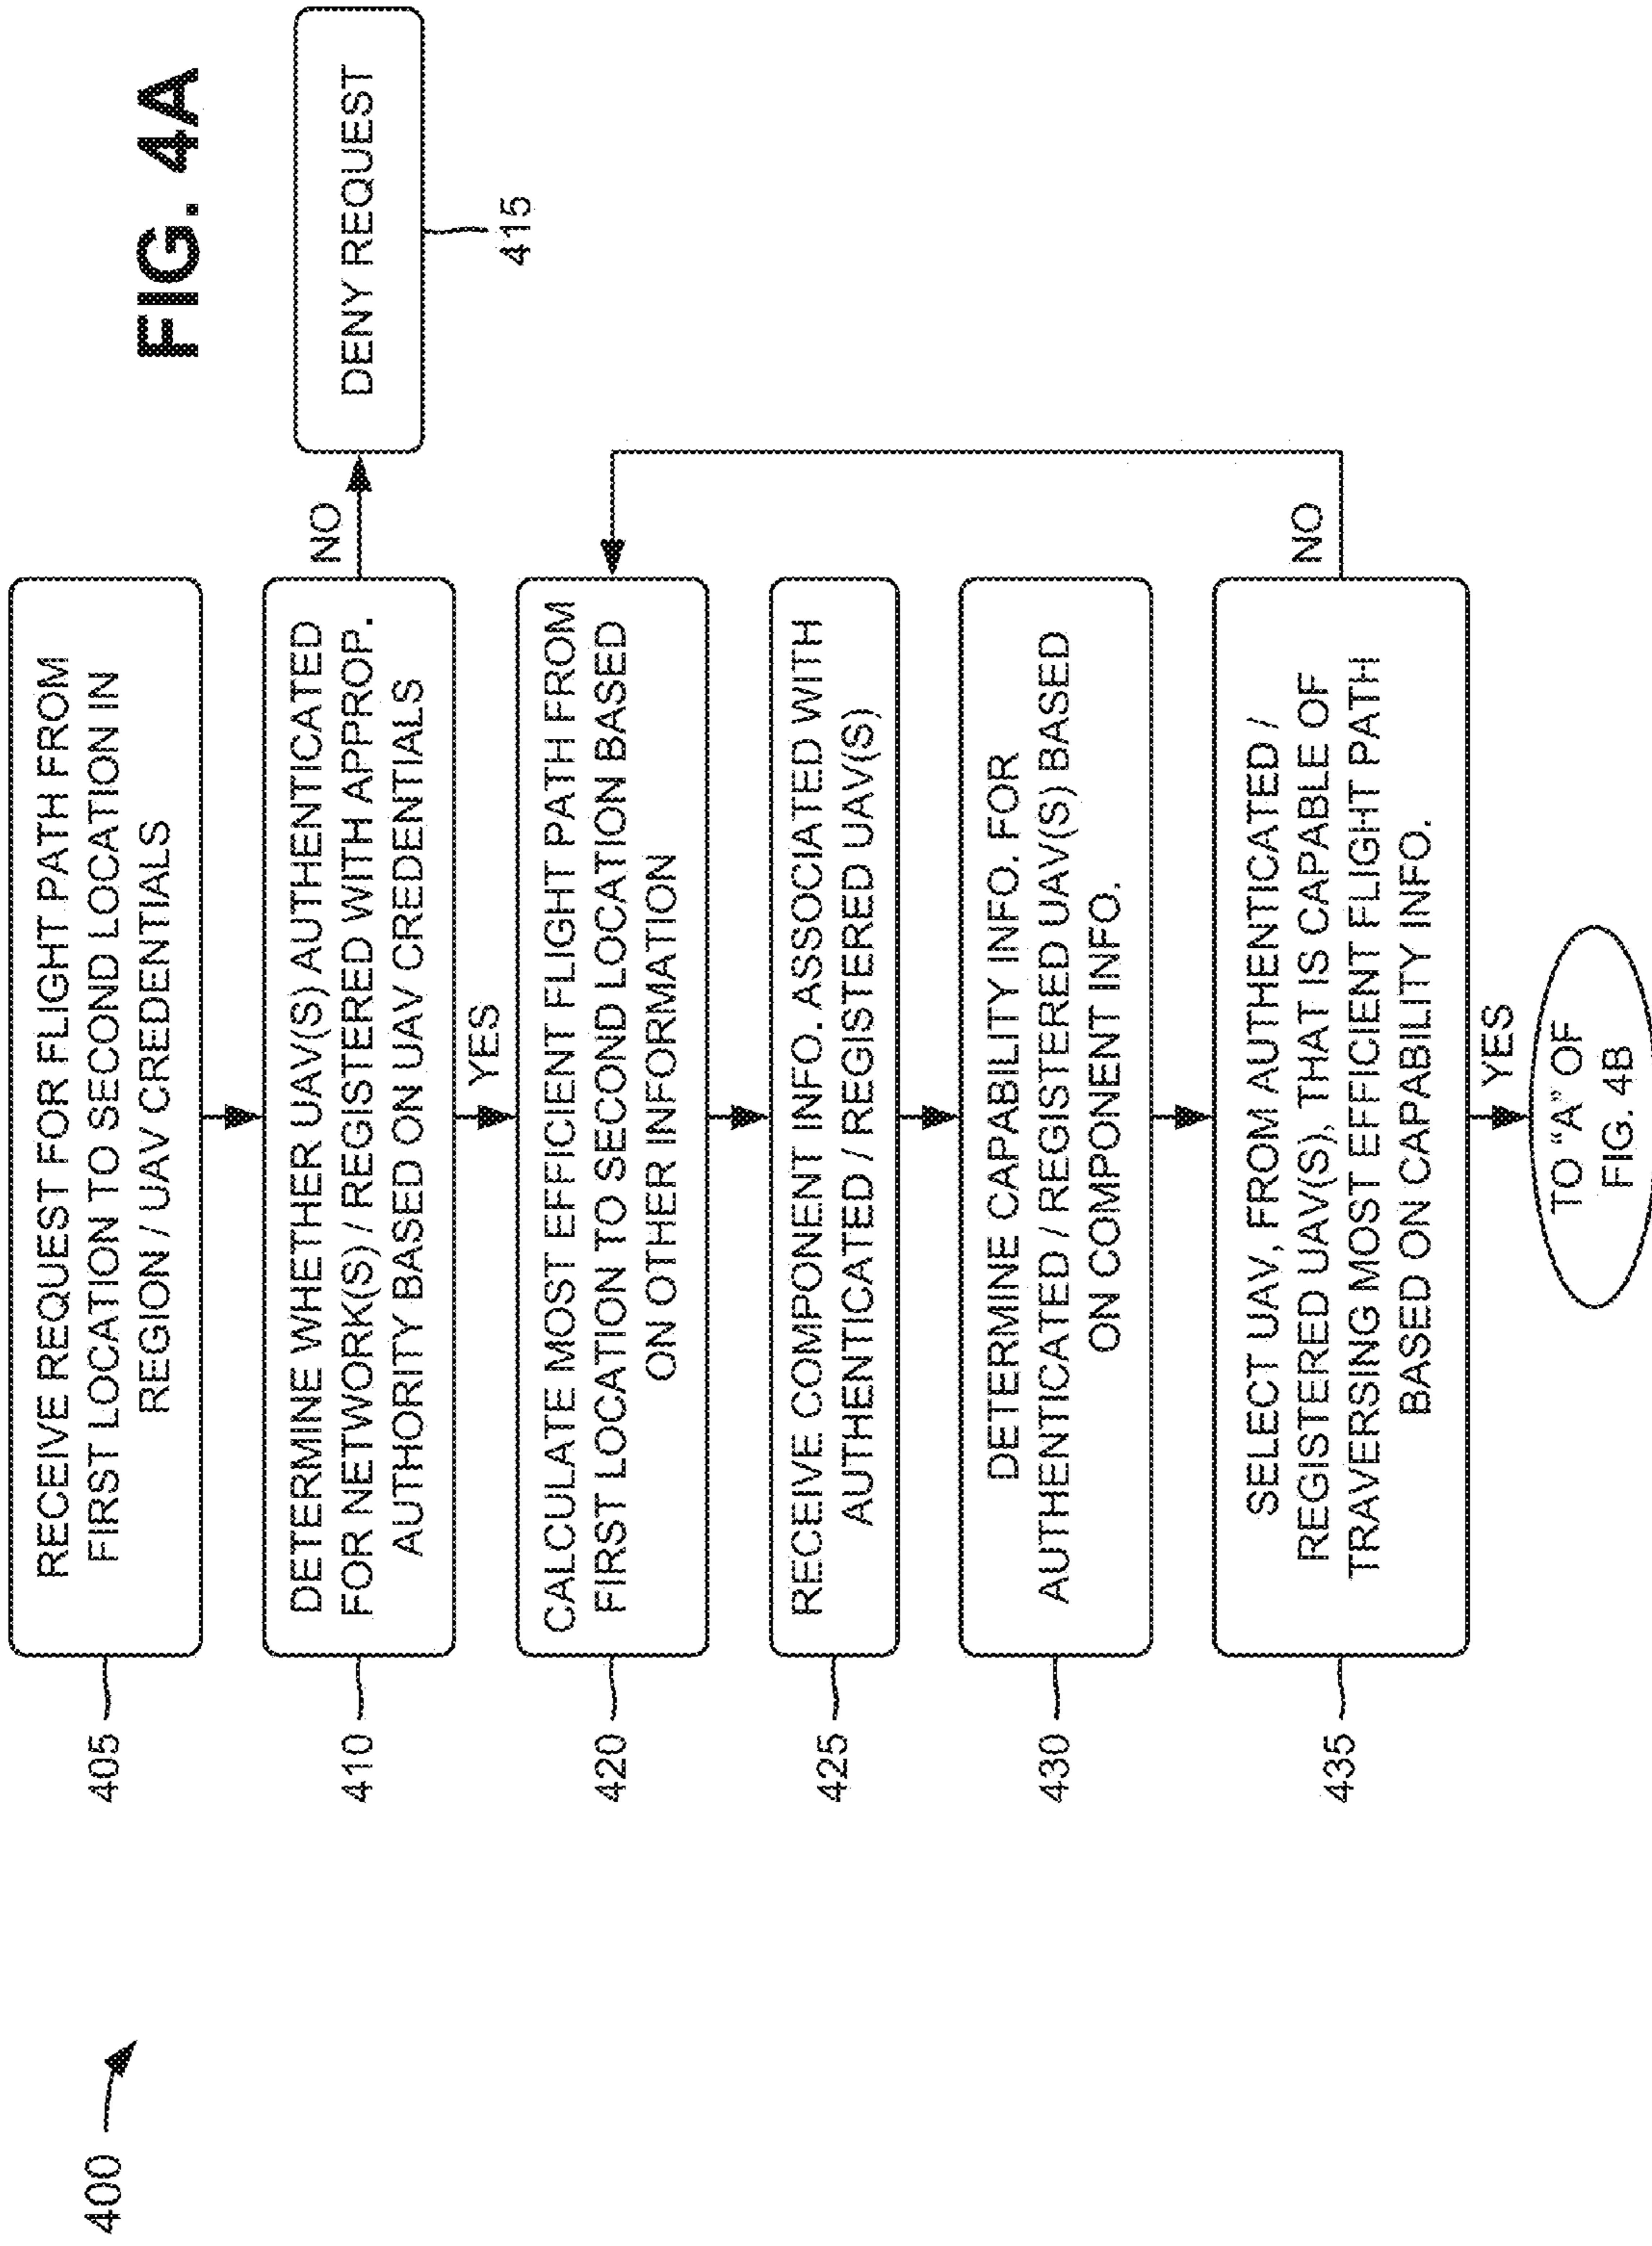 400
FIG. 4A
405
RECEIVE REQUEST FOR FLIGHT PATH FROM
FIRST LOCATION TO SECOND LOCATION IN
REGION / UAV CREDENTIALS
410
DETERMINE WHETHER UAV(S) AUTHENTICATED
FOR NETWORK(S) / REGISTERED WITH APPROP.
AUTHORITY BASED ON UAV CREDENTIALS
NO
DENY REQUEST
415
YES
420
CALCULATE MOST EFFICIENT FLIGHT PATH FROM
FIRST LOCATION TO SECOND LOCATION BASED
ON OTHER INFORMATION
425
RECEIVE COMPONENT INFO. ASSOCIATED WITH
AUTHENTICATED / REGISTERED UAV(S)
430
DETERMINE CAPABILITY INFO. FOR
AUTHENTICATED / REGISTERED UAV(S) BASED
ON COMPONENT INFO.
435
SELECT UAV, FROM AUTHENTICATED /
REGISTERED UAV(S), THAT IS CAPABLE OF
TRAVERSING MOST EFFICIENT FLIGHT PATH
BASED ON CAPABILITY INFO.
NO
YES
TO “A” OF
FIG. 4B